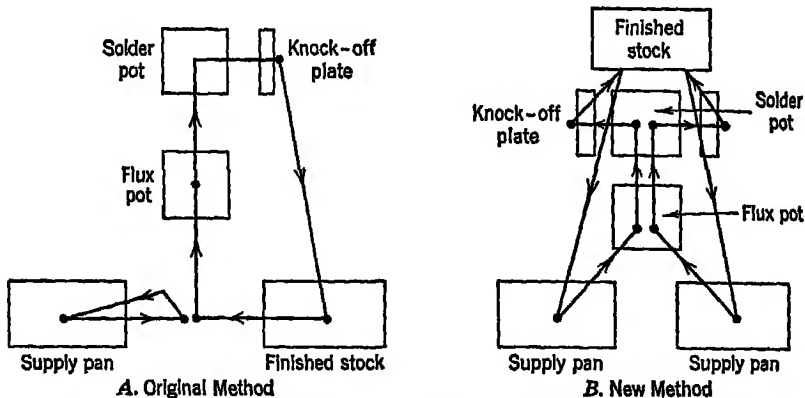 Solder
pot
Knock-off
plate
Flux
pot
Supply pan
Finished stock
A. Original Method
Finished
stock
Knock-off
plate
Solder
pot
Flux pot
Supply pan
Supply pan
B. New Method